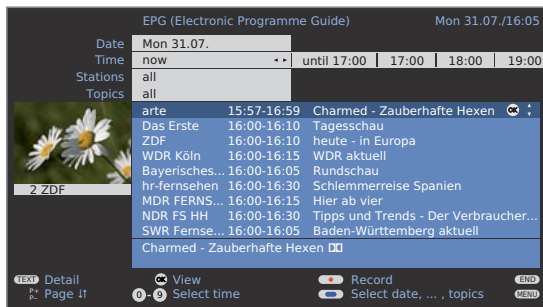 EPG (Electronic Programme Guide) Mon 31.07./16:05
Date Mon 31.07.
Time now until 17:00 17:00 18:00 19:00
Stations all
Topics all
arte 15:57-16:59 Charmed - Zauberhafte Hexen OK
Das Erste 16:00-16:10 Tagesschau
ZDF 16:00-16:10 heute - in Europa
WDR Köln 16:00-16:15 WDR aktuell
Bayerisches... 16:00-16:05 Rundschau
hr-fernsehen 16:00-16:30 Schlemmerreise Spanien
MDR FERNS... 16:00-16:15 Hier ab vier
NDR FS HH 16:00-16:30 Tipps und Trends - Der Verbraucher...
SWR Fernse... 16:00-16:05 Baden-Württemberg aktuell
2 ZDF
Charmed - Zauberhafte Hexen
TEXT Detail OK View Record END
P+ P- Page 0-9 Select time Select date, ... , topics MENU